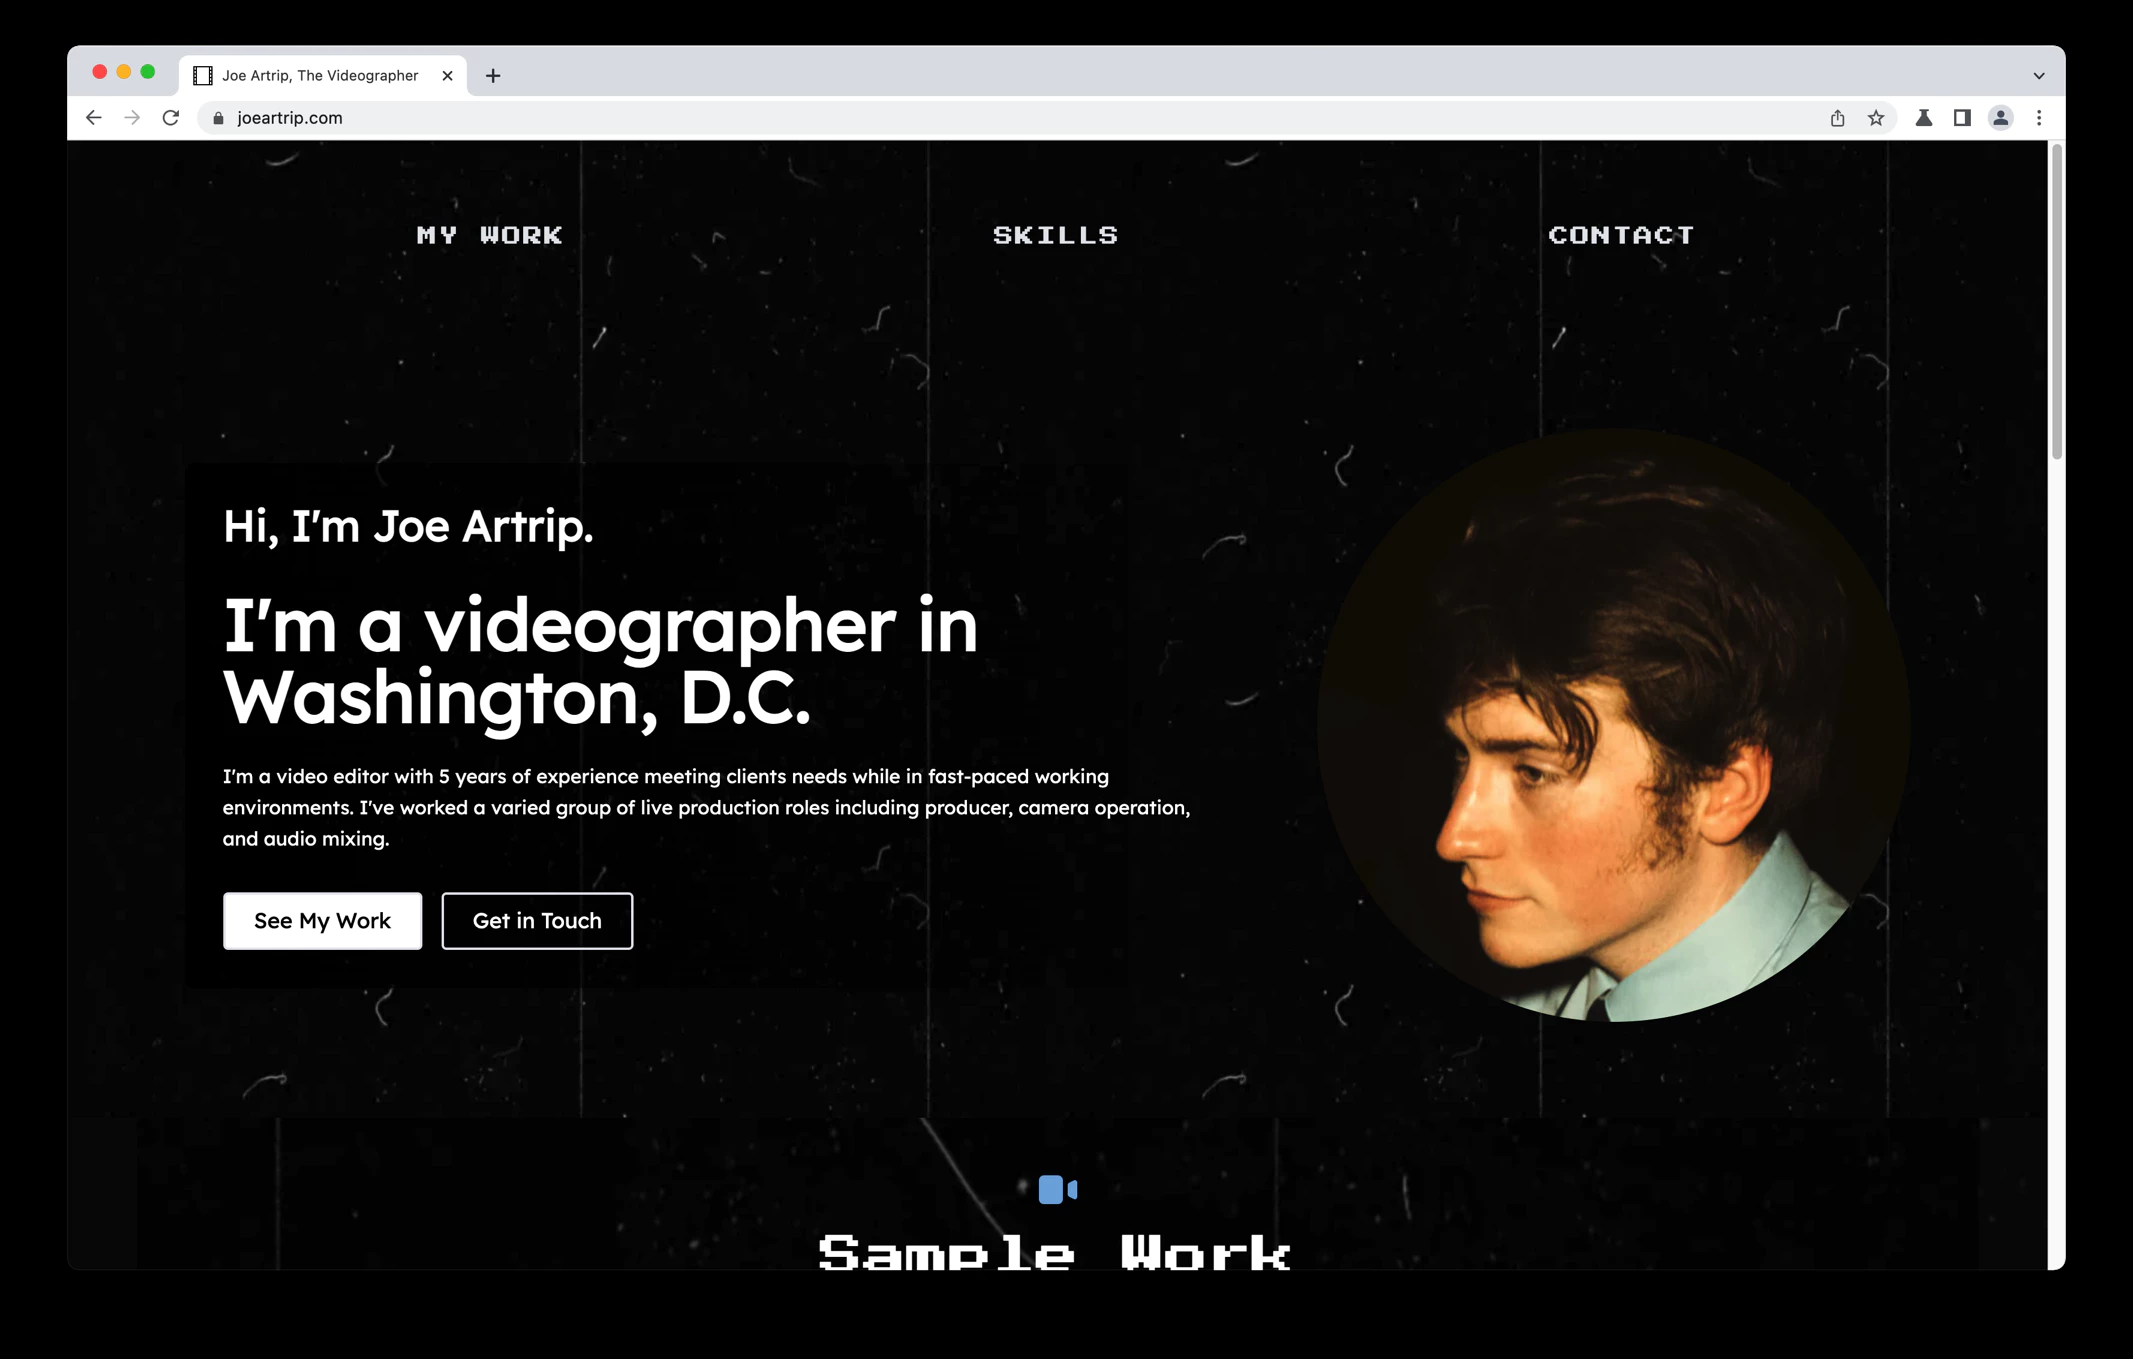 Joe Artrip, The Videographer
joeartrip.com
MY WORK
SKILLS
CONTACT
Hi, I'm Joe Artrip.
I'm a videographer in
Washington, D.C.
I'm a video editor with 5 years of experience meeting clients needs while in fast-paced working
environments. I've worked a varied group of live production roles including producer, camera operation,
and audio mixing.
See My Work
Get in Touch
Sample Work